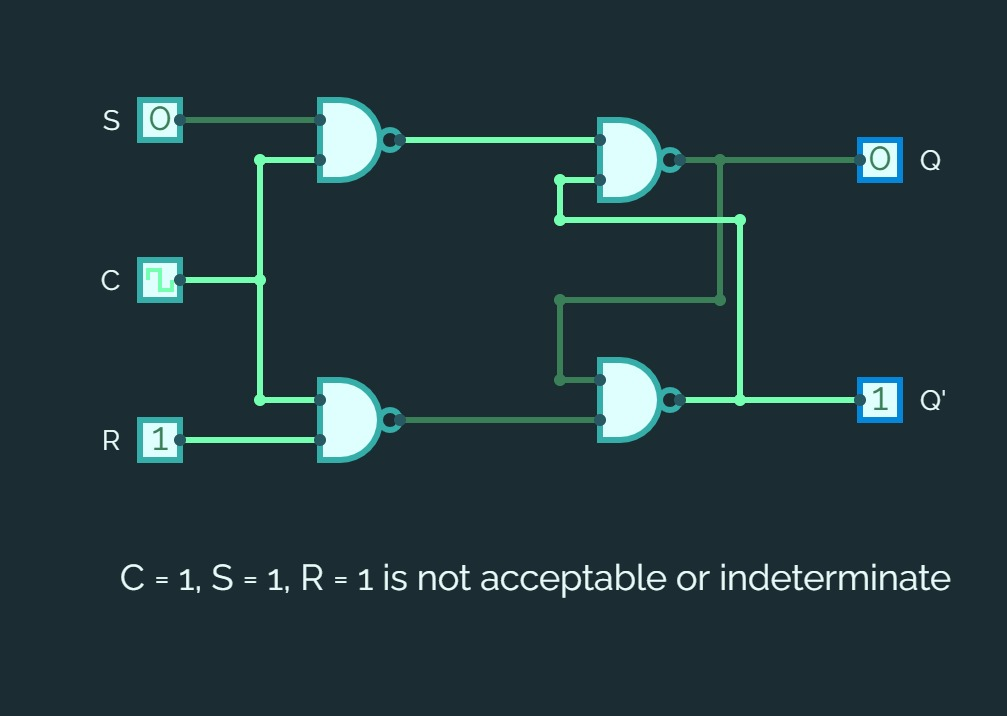 S 0
0 Q
C
R 1
1 Q'
C = 1, S = 1, R = 1 is not acceptable or indeterminate